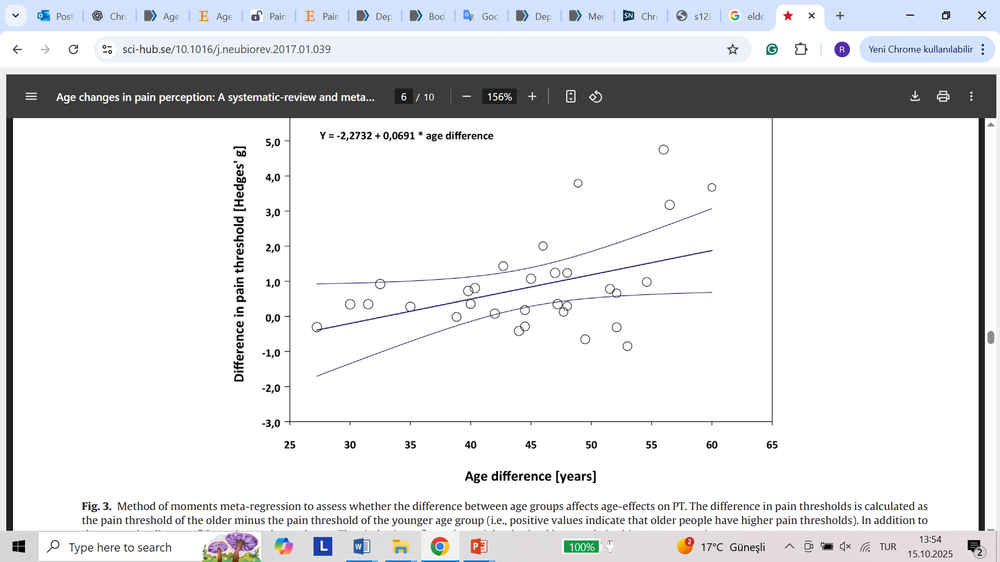 Post Chr Age Age Pain Pain Dep Bod Goo Dep Mer SN Chr s128 G elde
sci-hub.se/10.1016/j.neubiorev.2017.01.039
R
Yeni Chrome kullanılabilir
Age changes in pain perception: A systematic-review and meta...
6 / 10
156%
Y = -2,2732 + 0,0691 * age difference
Difference in pain threshold [Hedges' g]
5,0
4,0
3,0
2,0
1,0
0,0
-1,0
-2,0
-3,0
25 30 35 40 45 50 55 60 65
Age difference [years]
Fig. 3. Method of moments meta-regression to assess whether the difference between age groups affects age-effects on PT. The difference in pain thresholds is calculated as
the pain threshold of the older minus the pain threshold of the younger age group (i.e., positive values indicate that older people have higher pain thresholds). In addition to
Type here to search
L
100%
2
17°C Güneşli
TUR
13:54
15.10.2025
2